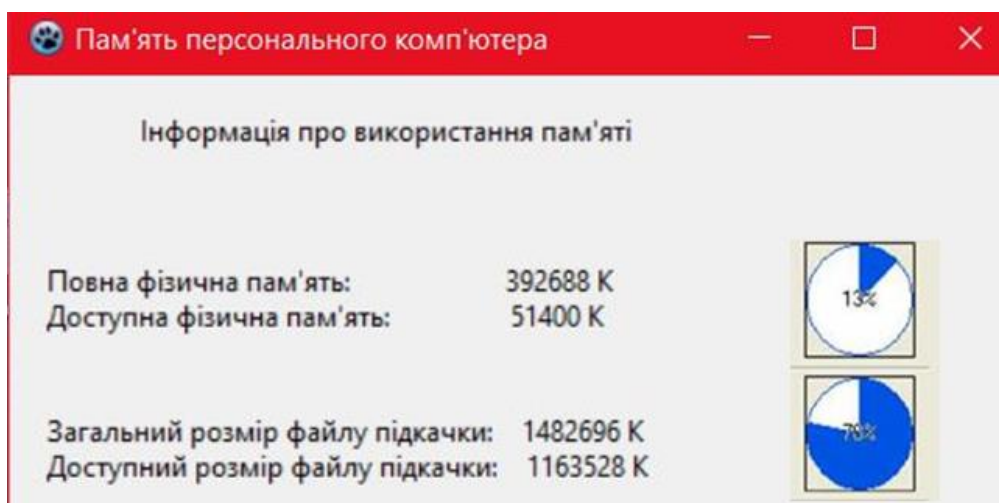 Пам'ять персонального комп'ютера
Інформація про використання пам'яті
Повна фізична пам'ять: 392688 K
13%
Доступна фізична пам'ять: 51400 K
Загальний розмір файлу підкачки: 1482696 K
78%
Доступний розмір файлу підкачки: 1163528 K